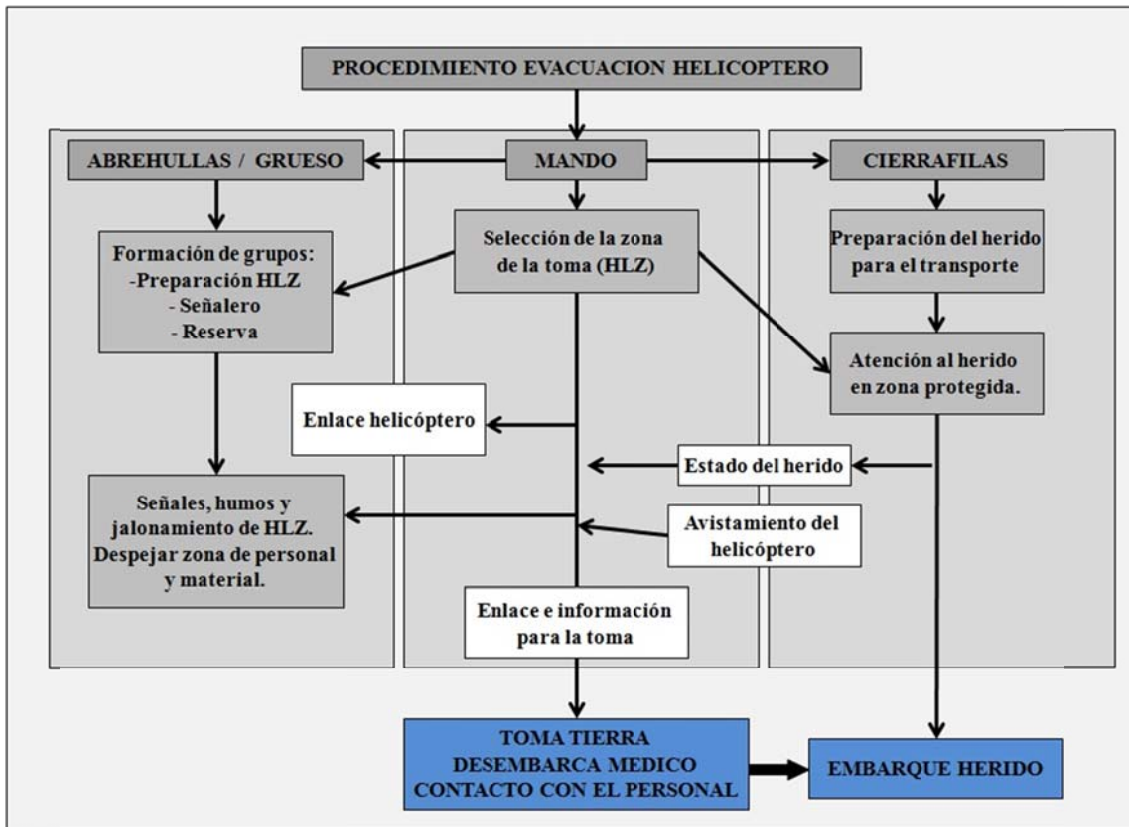 PROCEDIMIENTO EVACUACION HELICOPTERO
ABREHULLAS / GRUESO
MANDO
CIERRAFILAS
Formación de grupos:
-Preparación HLZ
- Señalero
- Reserva
Selección de la zona
de la toma (HLZ)
Preparación del herido
para el transporte
Atención al herido
en zona protegida.
Enlace helicóptero
Estado del herido
Señales, humos y
jalonamiento de HLZ.
Despejar zona de personal
y material.
Avistamiento del
helicóptero
Enlace e información
para la toma
TOMA TIERRA
DESEMBARCA MEDICO
CONTACTO CON EL PERSONAL
EMBARQUE HERIDO